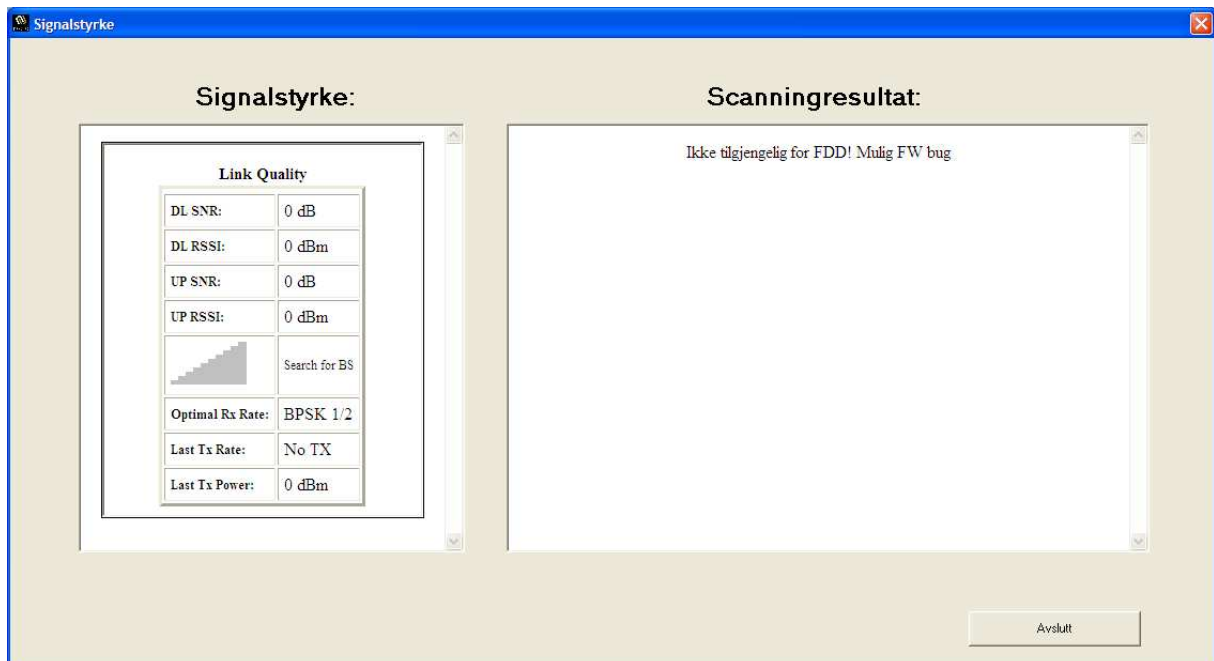 Signalstyrke
Signalstyrke:
Link Quality
DL SNR: 0 dB
DL RSSI: 0 dBm
UP SNR: 0 dB
UP RSSI: 0 dBm
Search for BS
Optimal Rx Rate: BPSK 1/2
Last Tx Rate: No TX
Last Tx Power: 0 dBm
Scanningresultat:
Ikke tilgjengelig for FDD! Mulig FW bug
Avslutt